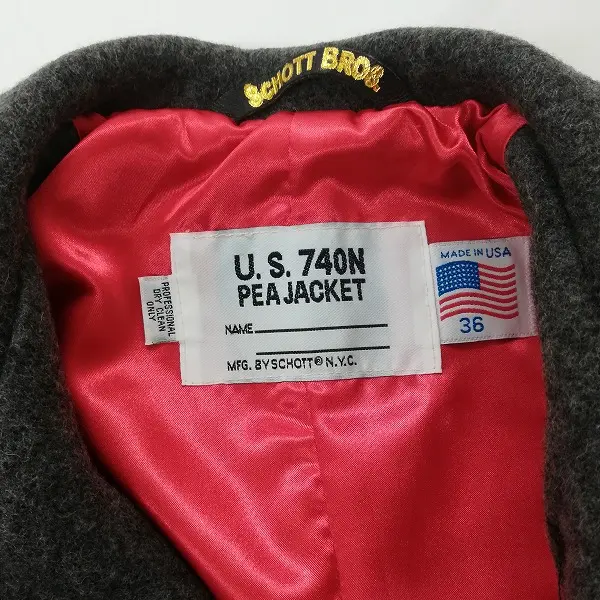 SCHOTT BROS.
U. S. 740N
PEA JACKET
NAME
MFG. BY SCHOTT® N.Y.C.
MADE IN USA
36
PROFESSIONAL
DRY CLEAN
ONLY